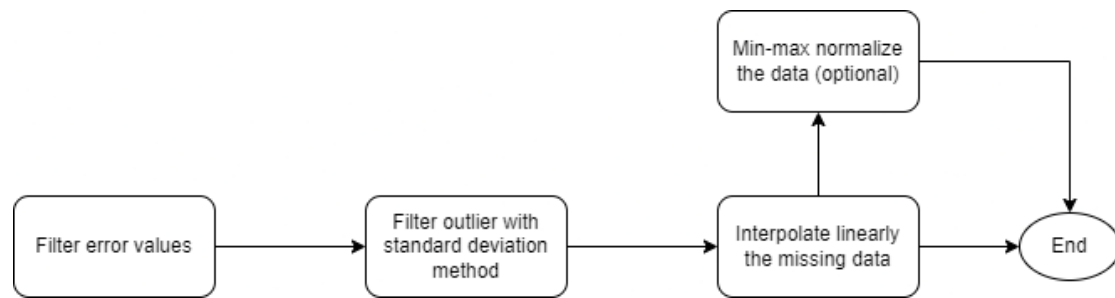 Min-max normalize
the data (optional)
Filter error values
Filter outlier with
standard deviation
method
Interpolate linearly
the missing data
End